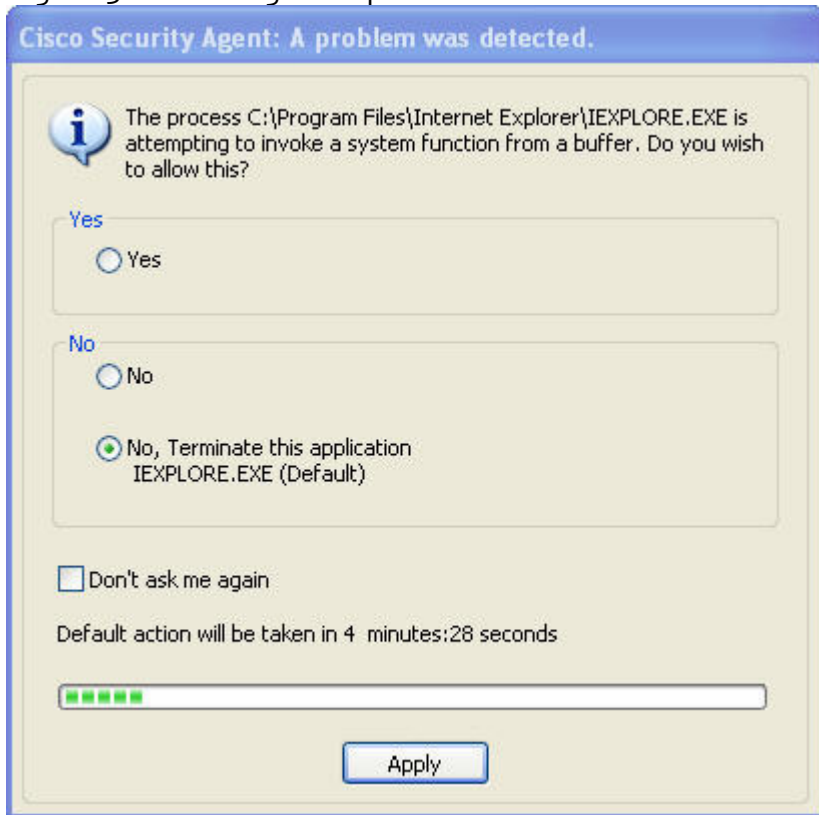 Cisco Security Agent: A problem was detected.
The process C:\Program Files\Internet Explorer\IEXPLORE.EXE is
attempting to invoke a system function from a buffer. Do you wish
to allow this?
Yes
Yes
No
No
No, Terminate this application
IEXPLORE.EXE (Default)
Don't ask me again
Default action will be taken in 4 minutes:28 seconds
Apply